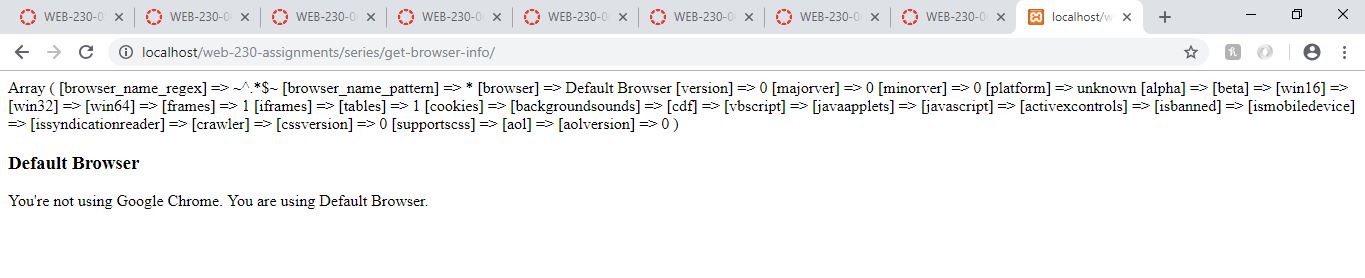 WEB-230-0 WEB-230-0 WEB-230-0 WEB-230-0 WEB-230-0 WEB-230-0 WEB-230-0 WEB-230-0 localhost/w
localhost/web-230-assignments/series/get-browser-info/
Array ( [browser_name_regex] => ~^.*$~ [browser_name_pattern] => * [browser] => Default Browser [version] => 0 [majorver] => 0 [minorver] => 0 [platform] => unknown [alpha] => [beta] => [win16] =>
[win32] => [win64] => [frames] => 1 [iframes] => [tables] => 1 [cookies] => [backgroundsounds] => [cdf] => [vbscript] => [javaapplets] => [javascript] => [activexcontrols] => [isbanned] => [ismobiledevice]
=> [issyndicationreader] => [crawler] => [cssversion] => 0 [supportscss] => [aol] => [aolversion] => 0 )
Default Browser
You're not using Google Chrome. You are using Default Browser.